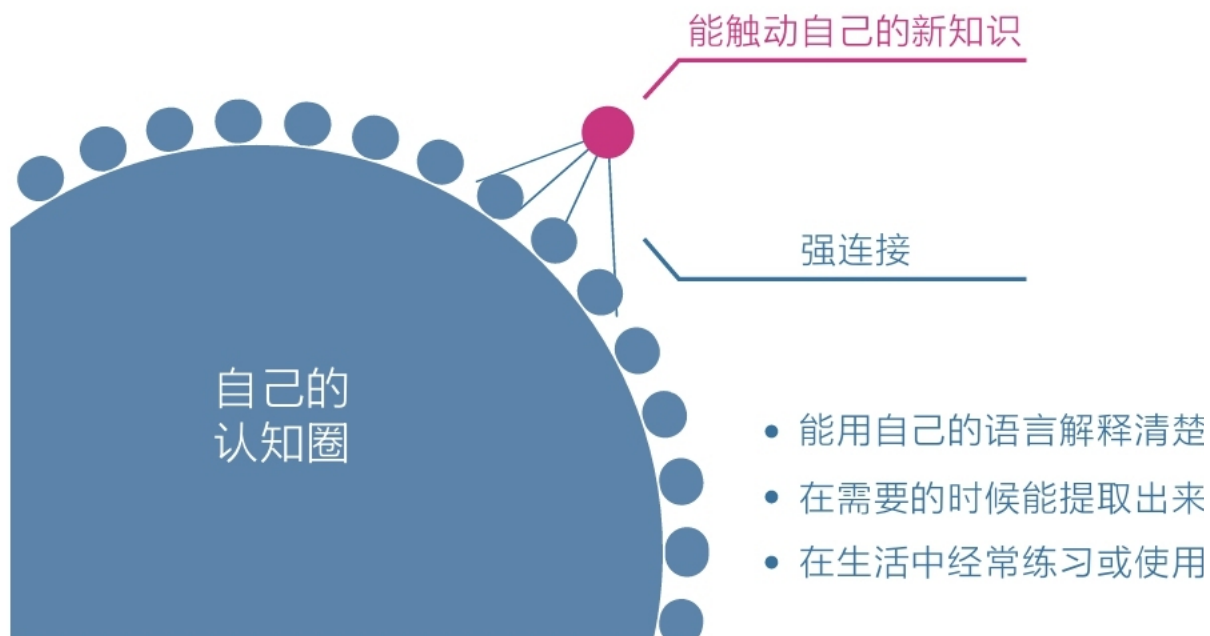 能触动自己的新知识
强连接
自己的
认知圈
• 能用自己的语言解释清楚
• 在需要的时候能提取出来
• 在生活中经常练习或使用